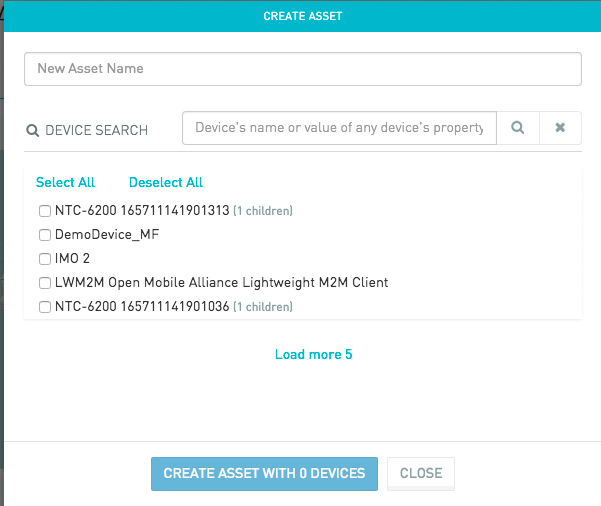 CREATE ASSET
New Asset Name
DEVICE SEARCH Device's name or value of any device's property
Select All Deselect All
NTC-6200 165711141901313 (1 children)
DemoDevice_MF
IMO 2
LWM2M Open Mobile Alliance Lightweight M2M Client
NTC-6200 165711141901036 (1 children)
Load more 5
CREATE ASSET WITH 0 DEVICES CLOSE